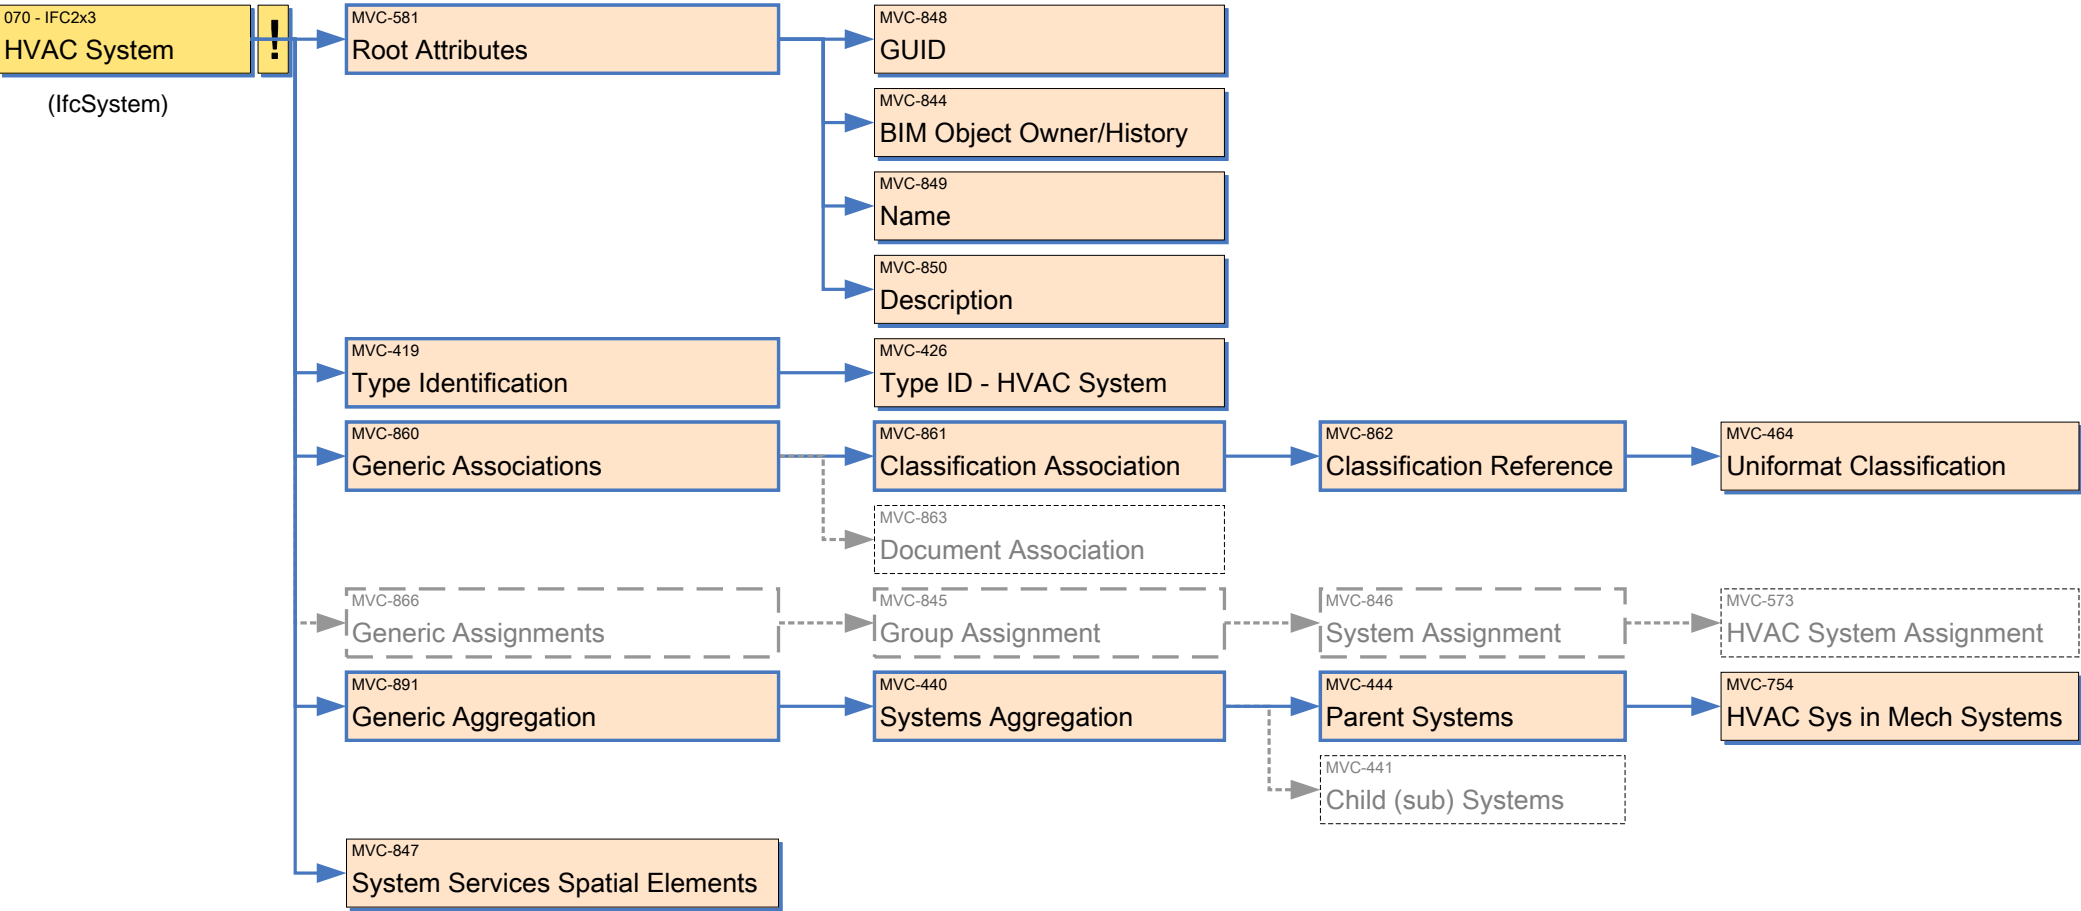 070 - IFC2x3
HVAC System
!
(IfcSystem)
MVC-581
Root Attributes
MVC-848
GUID
MVC-844
BIM Object Owner/History
MVC-849
Name
MVC-850
Description
MVC-419
Type Identification
MVC-426
Type ID - HVAC System
MVC-860
Generic Associations
MVC-861
Classification Association
MVC-862
Classification Reference
MVC-464
Uniformat Classification
MVC-863
Document Association
MVC-866
Generic Assignments
MVC-845
Group Assignment
MVC-846
System Assignment
MVC-573
HVAC System Assignment
MVC-891
Generic Aggregation
MVC-440
Systems Aggregation
MVC-444
Parent Systems
MVC-754
HVAC Sys in Mech Systems
MVC-441
Child (sub) Systems
MVC-847
System Services Spatial Elements